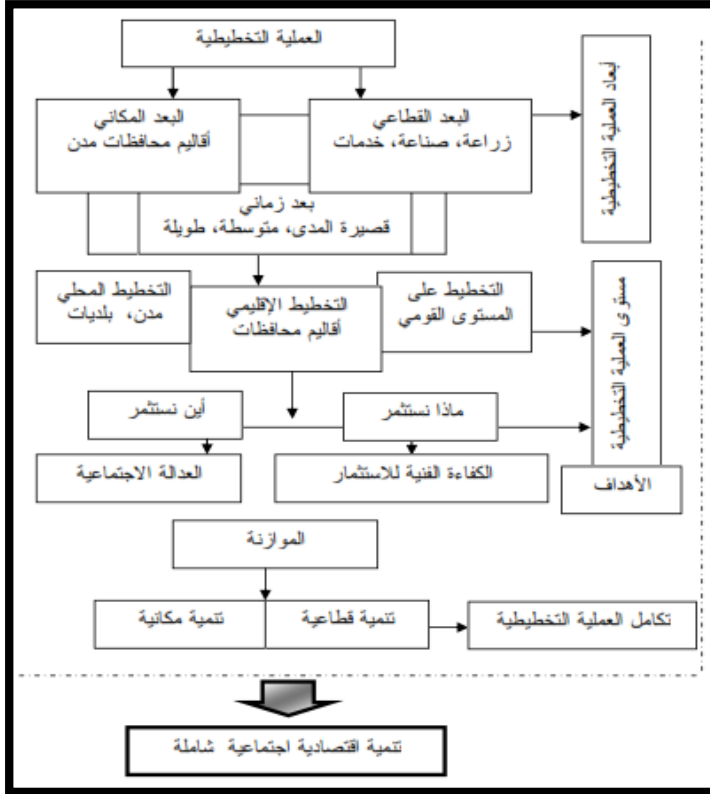 العملية التخطيطية
أبعاد العملية التخطيطية
البعد القطاعي
زراعة، صناعة، خدمات
البعد المكاني
أقاليم محافظات مدن
بعد زماني
قصيرة المدى، متوسطة، طويلة
مستوى العملية التخطيطية
التخطيط على
المستوى القومي
التخطيط الإقليمي
أقاليم محافظات
التخطيط المحلي
مدن، بلديات
ماذا نستثمر
أين نستثمر
الأهداف
الكفاءة الفنية للاستثمار
العدالة الاجتماعية
الموازنة
تكامل العملية التخطيطية
تنمية قطاعية
تنمية مكانية
تنمية اقتصادية اجتماعية شاملة